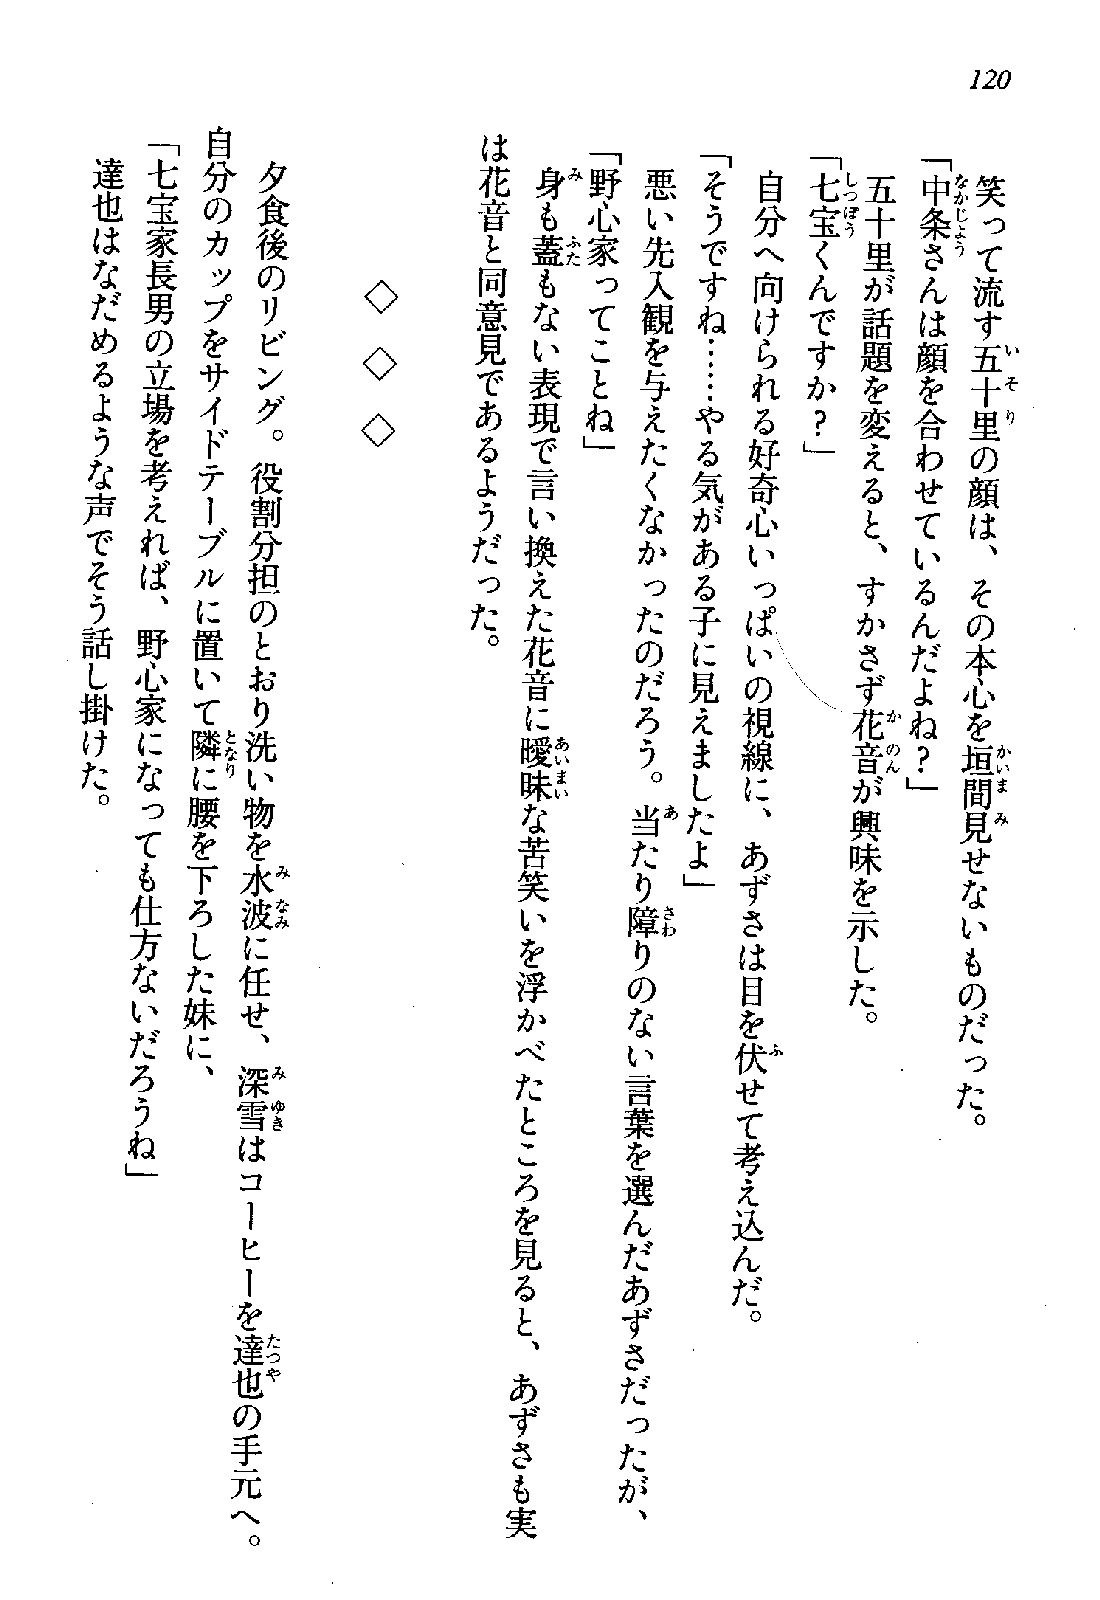 120
笑って流す五十里の顔は、その本心を垣間見せないものだった。
「中条さんは顔を合わせているんだよね？」
五十里が話題を変えると、すかさず花音が興味を示した。
「七宝くんですか？」
自分へ向けられる好奇心いっぱいの視線に、あずさは目を伏せて考え込んだ。
「そうですね……やる気がある子に見えましたよ」
悪い先入観を与えたくなかったのだろう。当たり障りのない言葉を選んだあずさだったが、
「野心家ってことね」
身も蓋もない表現で言い換えた花音に曖昧な苦笑いを浮かべたところを見ると、あずさも実
は花音と同意見であるようだった。
◇ ◇ ◇
夕食後のリビング。役割分担のとおり洗い物を水波に任せ、深雪はコーヒーを達也の手元へ。
自分のカップをサイドテーブルに置いて隣に腰を下ろした妹に、
「七宝家長男の立場を考えれば、野心家になっても仕方ないだろうね」
達也はなだめるような声でそう話し掛けた。